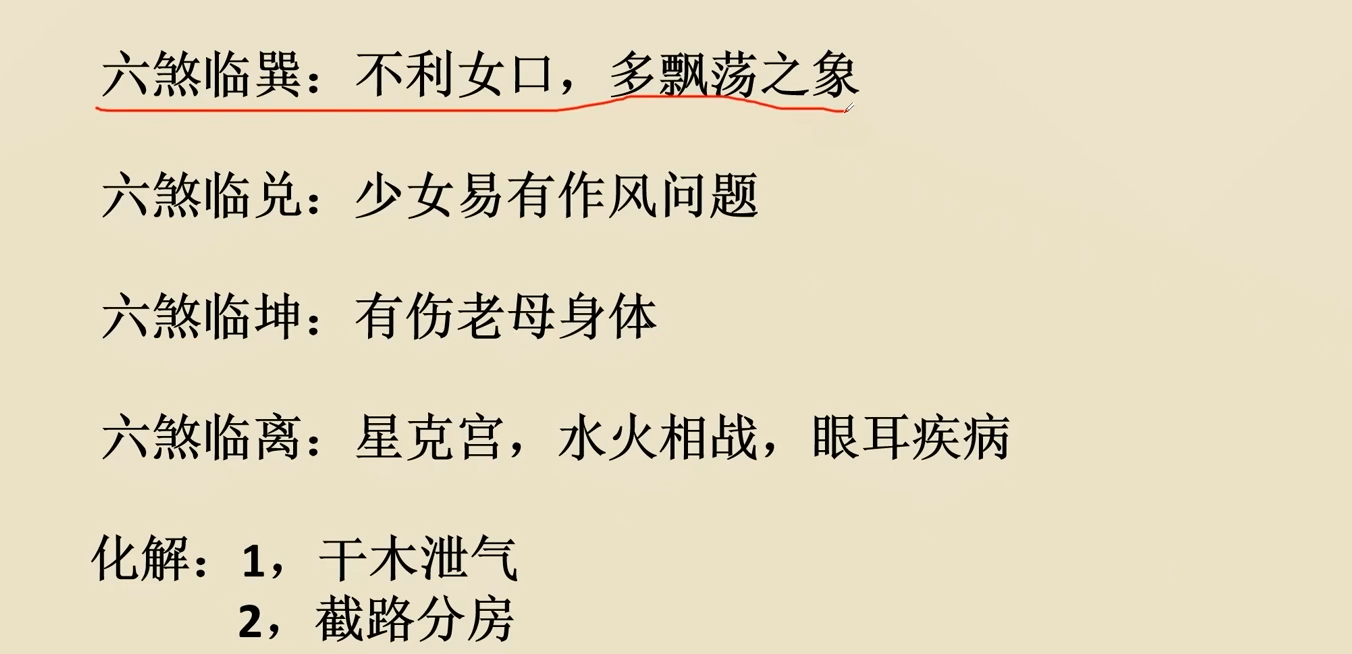 六煞临巽：不利女口，多飘荡之象
六煞临兑：少女易有作风问题
六煞临坤：有伤老母身体
六煞临离：星克宫，水火相战，眼耳疾病
化解：1，干木泄气
2，截路分房